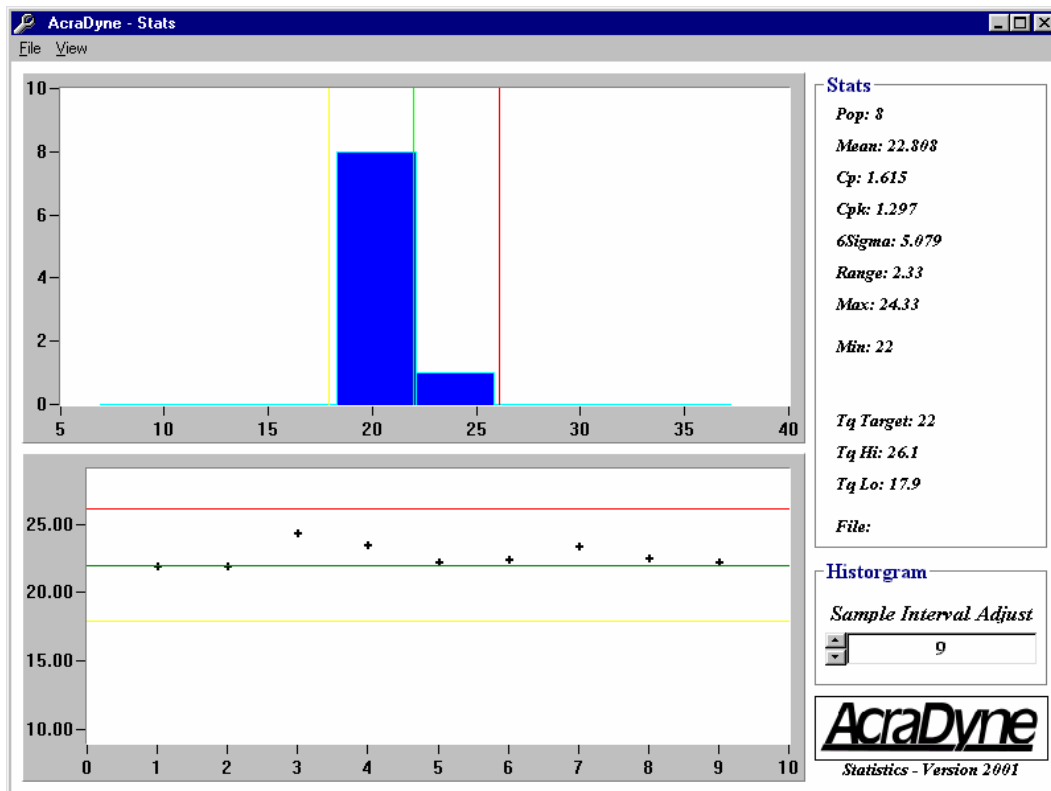 AcraDyne - Stats
File View
10
8
6
4
2
0
5 10 15 20 25 30 35 40
25.00
20.00
15.00
10.00
0 1 2 3 4 5 6 7 8 9 10
Stats
Pop: 8
Mean: 22.808
Cp: 1.615
Cpk: 1.297
6Sigma: 5.079
Range: 2.33
Max: 24.33
Min: 22
Tq Target: 22
Tq Hi: 26.1
Tq Lo: 17.9
File:
Historgram
Sample Interval Adjust
9
AcraDyne
Statistics - Version 2001